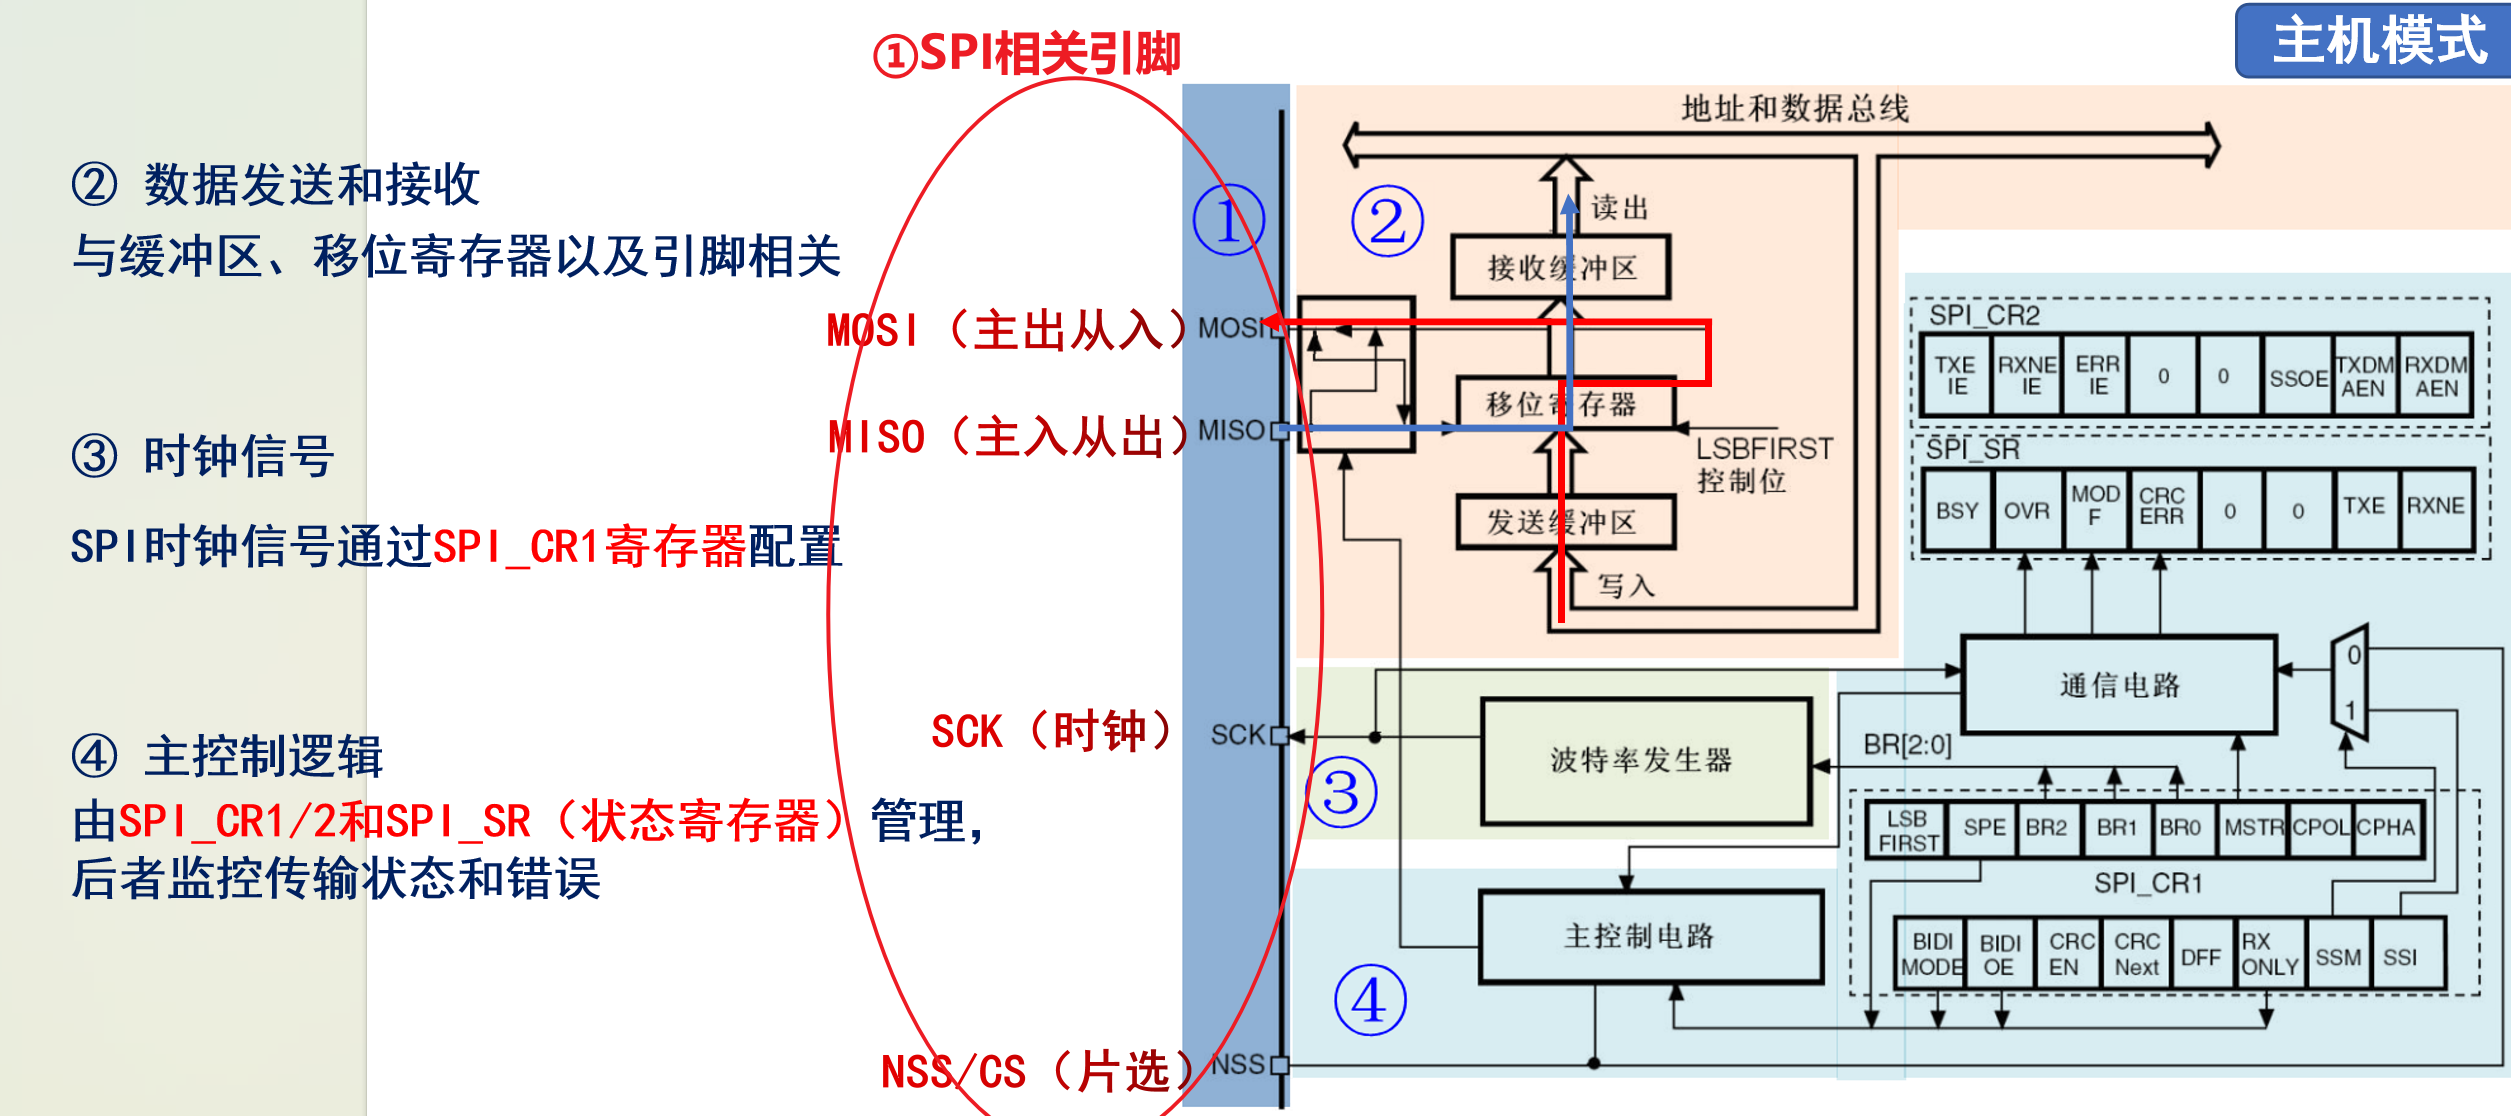 主机模式
①SPI相关引脚
② 数据发送和接收
与缓冲区、移位寄存器以及引脚相关
③ 时钟信号
SPI时钟信号通过SPI_CR1寄存器配置
④ 主控制逻辑
由SPI_CR1/2和SPI_SR（状态寄存器）管理，
后者监控传输状态和错误
MOSI（主出从入）
MISO（主入从出）
SCK（时钟）
NSS/CS（片选）
①
②
③
④
MOSI
MISO
SCK
NSS
地址和数据总线
读出
接收缓冲区
移位寄存器
LSBFIRST
控制位
发送缓冲区
写入
SPI_CR2
TXE IE
RXNE IE
ERR IE
0
0
SSOE
TXDM AEN
RXDM AEN
SPI_SR
BSY
OVR
MOD F
CRC ERR
0
0
TXE
RXNE
通信电路
0
1
波特率发生器
BR[2:0]
LSB FIRST
SPE
BR2
BR1
BR0
MSTR
CPOL
CPHA
SPI_CR1
主控制电路
BIDI MODE
BIDI OE
CRC EN
CRC Next
DFF
RX ONLY
SSM
SSI